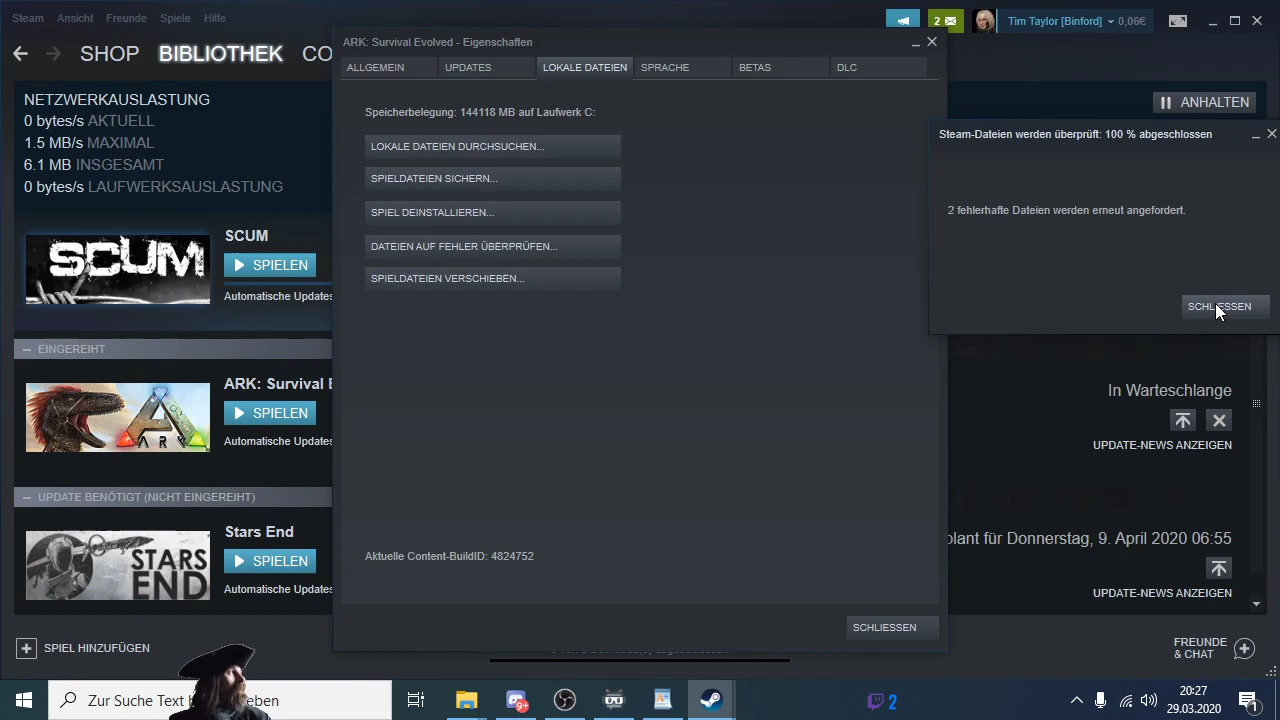 Steam Ansicht Freunde Spiele Hilfe
2
Tim Taylor [Binford] 0,06€
SHOP BIBLIOTHEK CO
NETZWERKAUSLASTUNG
0 bytes/s AKTUELL
1.5 MB/s MAXIMAL
6.1 MB INSGESAMT
0 bytes/s LAUFWERKSAUSLASTUNG
ANHALTEN
SCUM
SCUM
SPIELEN
Automatische Updates
EINGEREIHT
ARK
ARK: Survival E
SPIELEN
Automatische Updates
In Warteschlange
UPDATE-NEWS ANZEIGEN
UPDATE BENÖTIGT (NICHT EINGEREIHT)
STARS END
Stars End
SPIELEN
Automatische Updates
plant für Donnerstag, 9. April 2020 06:55
UPDATE-NEWS ANZEIGEN
SPIEL HINZUFÜGEN
FREUNDE
& CHAT
ARK: Survival Evolved - Eigenschaften
ALLGEMEIN UPDATES LOKALE DATEIEN SPRACHE BETAS DLC
Speicherbelegung: 144118 MB auf Laufwerk C:
LOKALE DATEIEN DURCHSUCHEN...
SPIELDATEIEN SICHERN...
SPIEL DEINSTALLIEREN...
DATEIEN AUF FEHLER ÜBERPRÜFEN...
SPIELDATEIEN VERSCHIEBEN...
Aktuelle Content-BuildID: 4824752
SCHLIESSEN
Steam-Dateien werden überprüft: 100 % abgeschlossen
2 fehlerhafte Dateien werden erneut angefordert.
SCHLIESSEN
Zur Suche Text eben
9+
2
20:27
29.03.2020
1